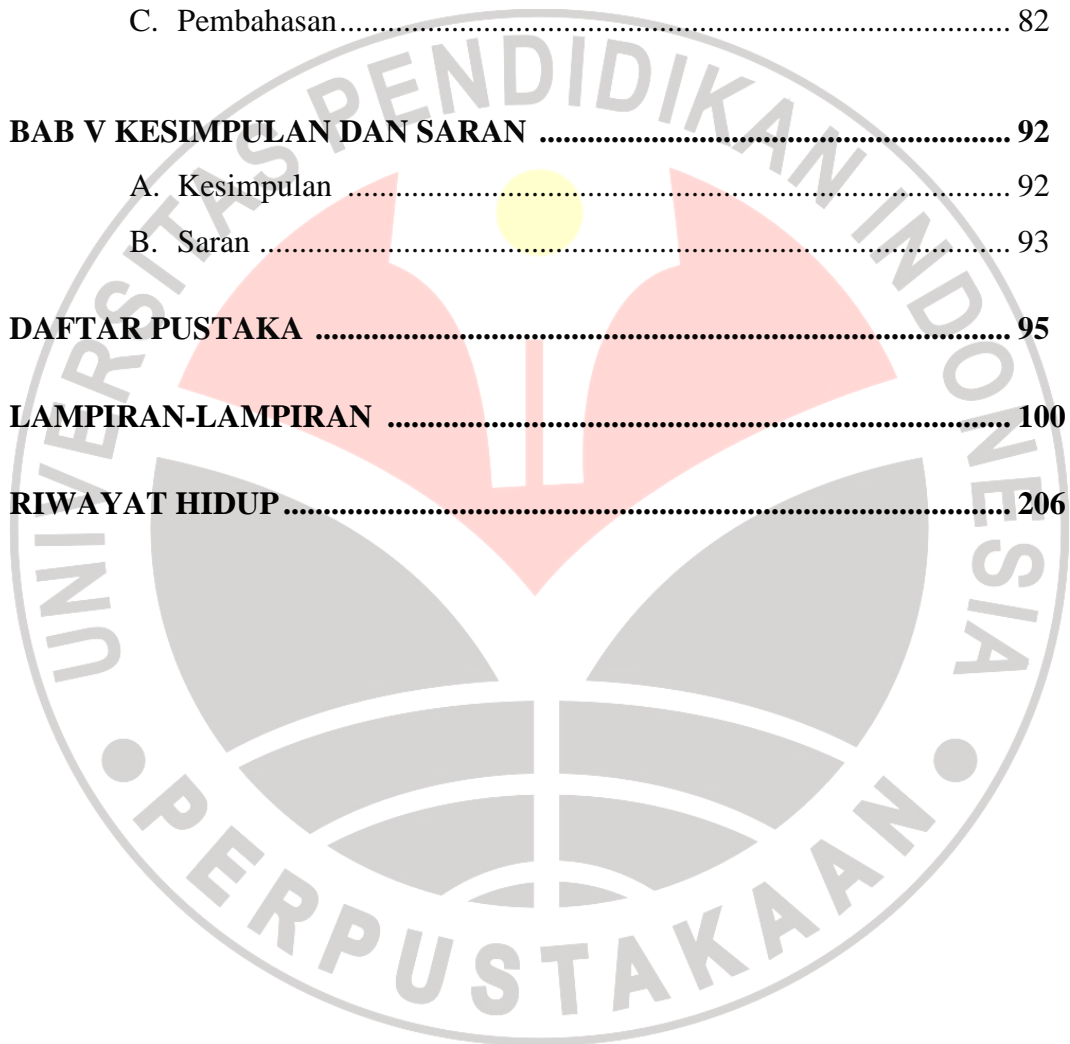 C. Pembahasan........................................................................................ 82
BAB V KESIMPULAN DAN SARAN ............................................................ 92
A. Kesimpulan ...................................................................................... 92
B. Saran ................................................................................................. 93
DAFTAR PUSTAKA ........................................................................................ 95
LAMPIRAN-LAMPIRAN ............................................................................... 100
RIWAYAT HIDUP............................................................................................ 206
UNIVERSITAS PENDIDIKAN INDONESIA
PERPUSTAKAAN